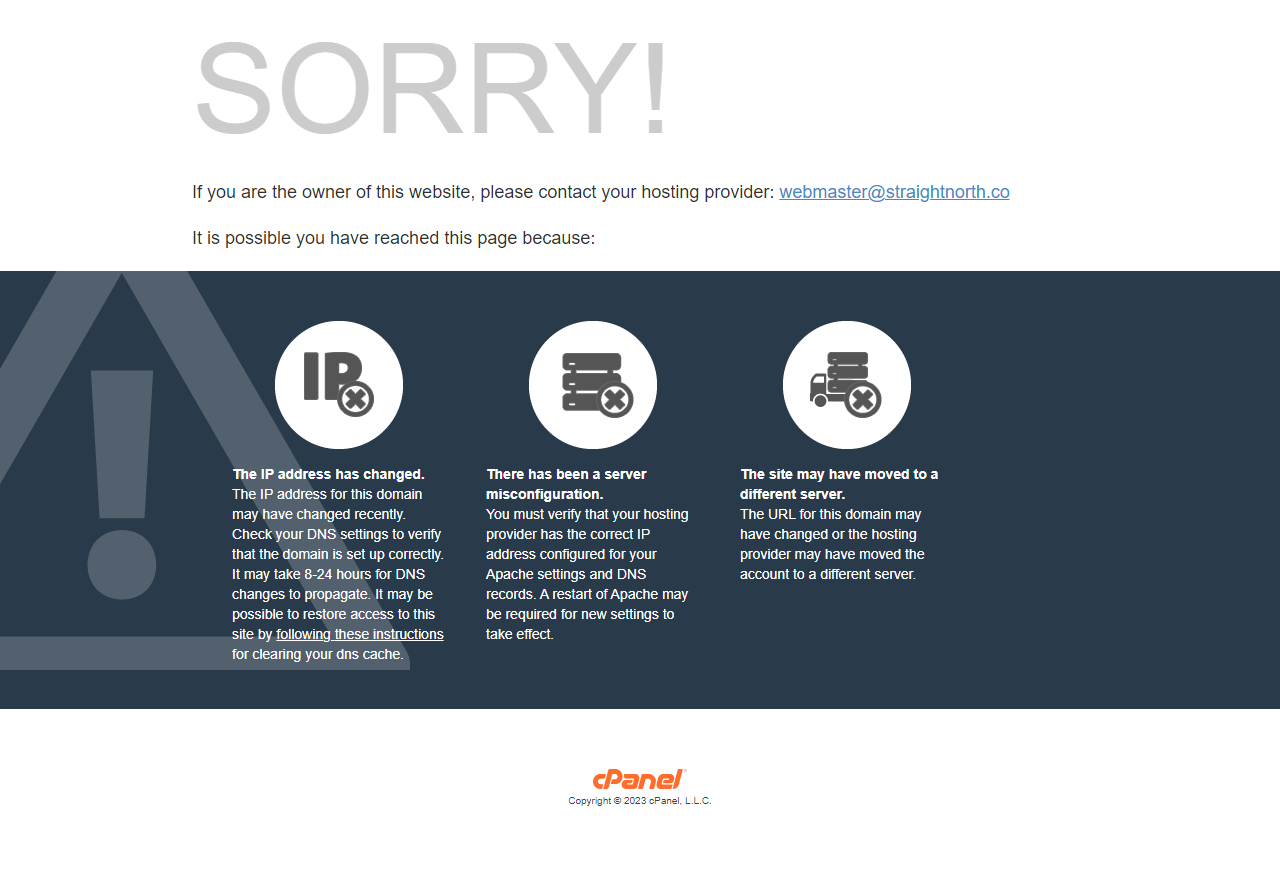 SORRY!
If you are the owner of this website, please contact your hosting provider: webmaster@straightnorth.co
It is possible you have reached this page because:
IP
The IP address has changed.
The IP address for this domain
may have changed recently.
Check your DNS settings to verify
that the domain is set up correctly.
It may take 8-24 hours for DNS
changes to propagate. It may be
possible to restore access to this
site by following these instructions
for clearing your dns cache.
There has been a server
misconfiguration.
You must verify that your hosting
provider has the correct IP
address configured for your
Apache settings and DNS
records. A restart of Apache may
be required for new settings to
take effect.
The site may have moved to a
different server.
The URL for this domain may
have changed or the hosting
provider may have moved the
account to a different server.
cPanel
Copyright © 2023 cPanel, L.L.C.